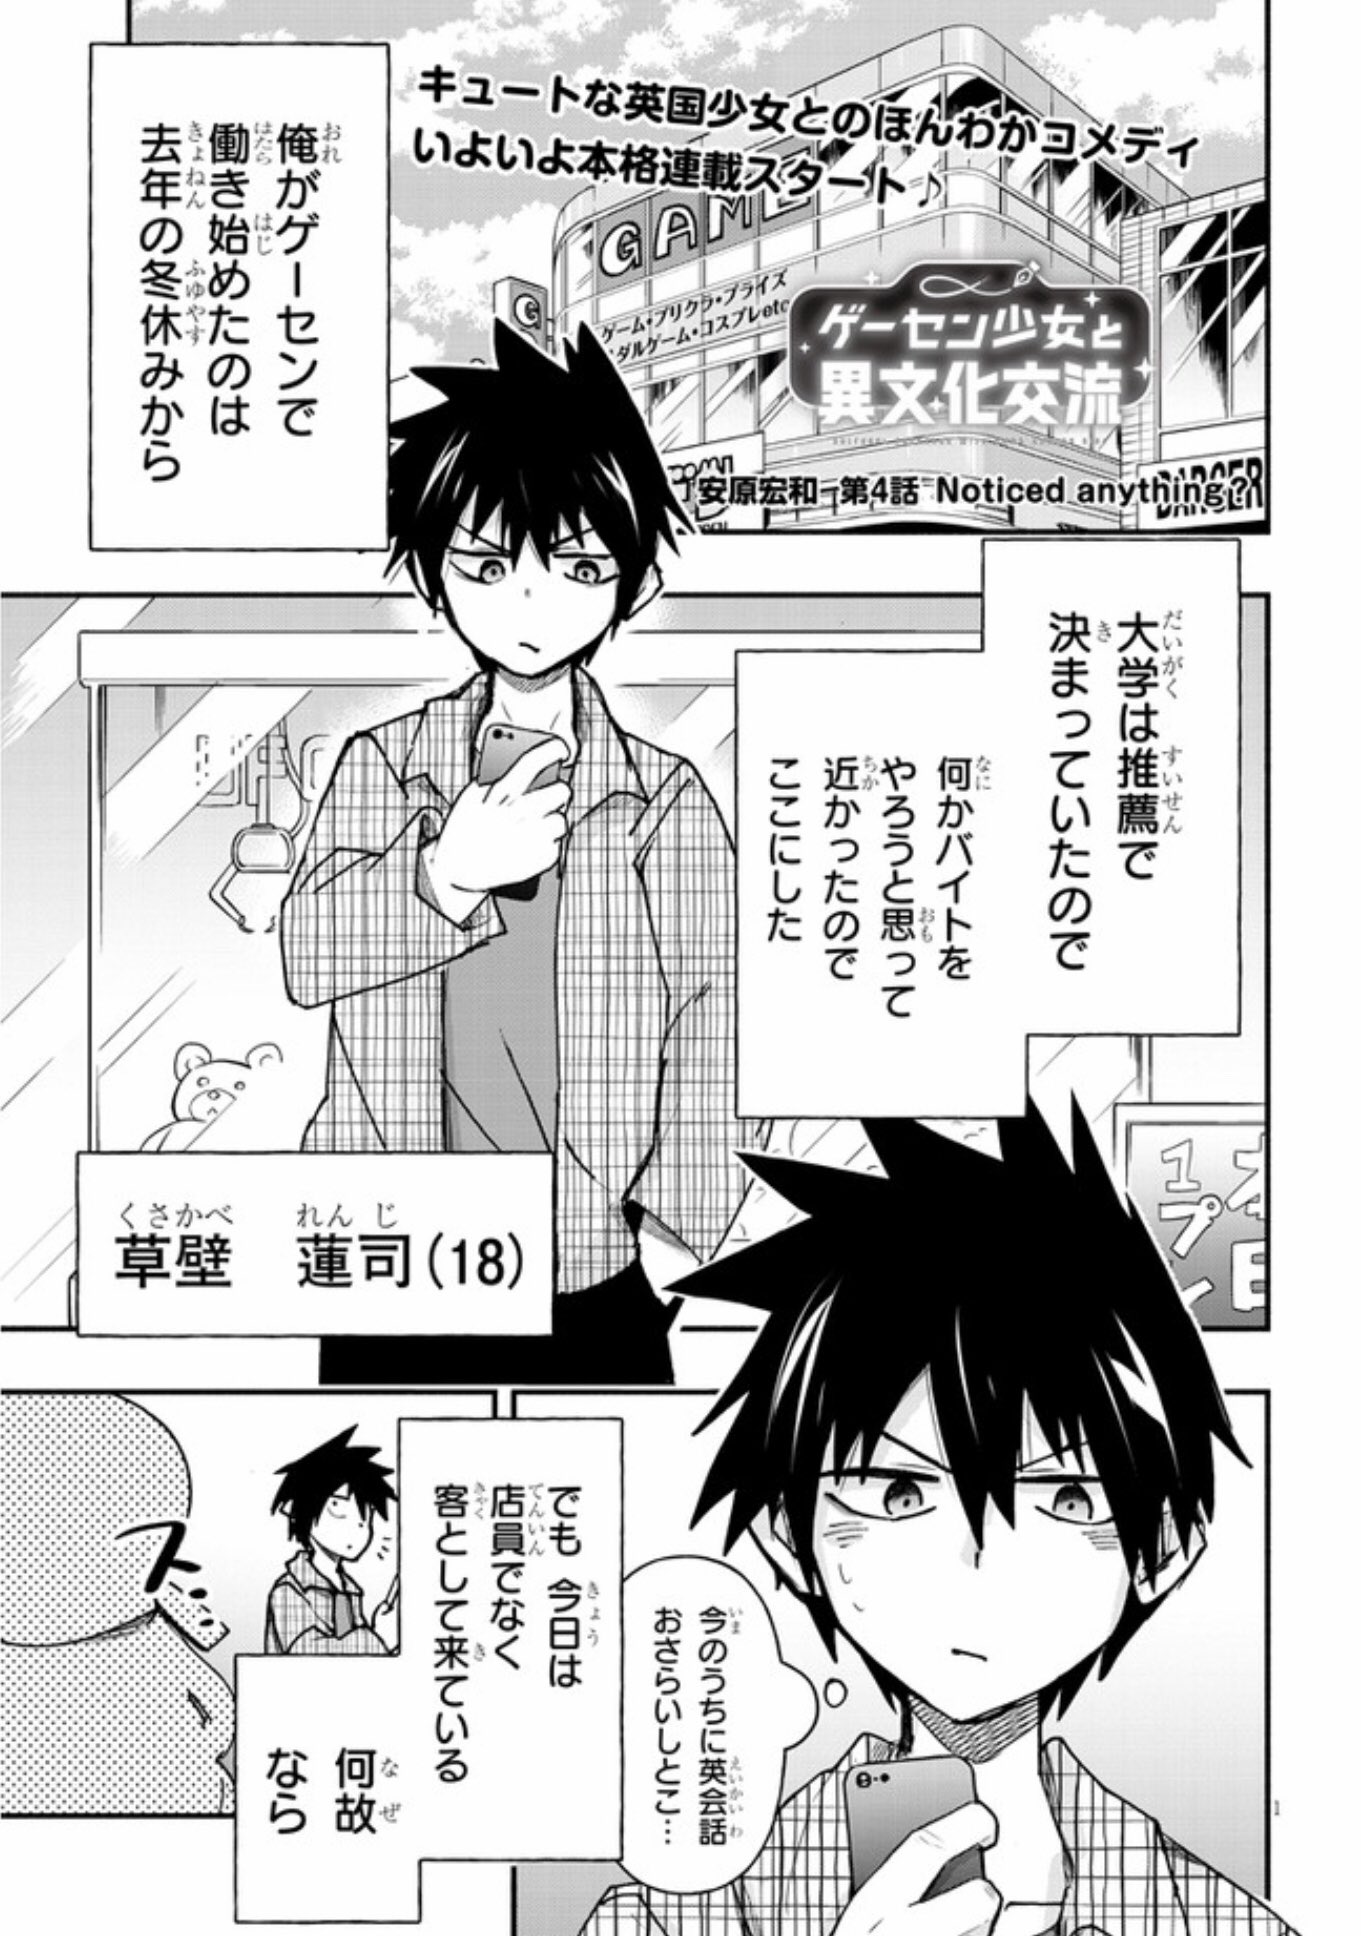 キュートな英国少女とのほんわかコメディ
いよいよ本格連載スタート♪
GAME
G
ゲーム・プリクラ・プライズ
ダルゲーム・コスプレetc
ゲーセン少女と
異文化交流
安原宏和 第4話 Noticed anything?
BARGER
俺がゲーセンで
働き始めたのは
去年の冬休みから
大学は推薦で
決まっていたので
何かバイトを
やろうと思って
近かったので
ここにした
草壁 蓮司(18)
今のうちに英会話
おさらいしとこ…
でも 今日は
店員でなく
客として来ている
何故
なら
ズッ
1